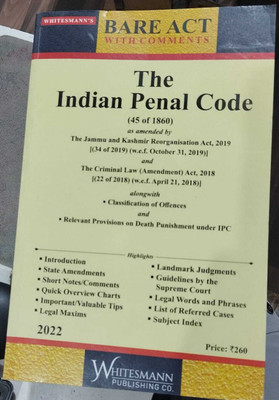 WHITESMANN'S
BARE ACT
WITH COMMENTS
The
Indian Penal Code
(45 of 1860)
as amended by
The Jammu and Kashmir Reorganisation Act, 2019
[(34 of 2019) (w.e.f. October 31, 2019)]
and
The Criminal Law (Amendment) Act, 2018
[(22 of 2018) (w.e.f. April 21, 2018)]
alongwith
• Classification of Offences
and
• Relevant Provisions on Death Punishment under IPC
Highlights
• Introduction
• State Amendments
• Short Notes/Comments
• Quick Overview Charts
• Important/Valuable Tips
• Legal Maxims
• Landmark Judgments
• Guidelines by the
Supreme Court
• Legal Words and Phrases
• List of Referred Cases
• Subject Index
2022
Price: ₹260
WHITESMANN
PUBLISHING CO.